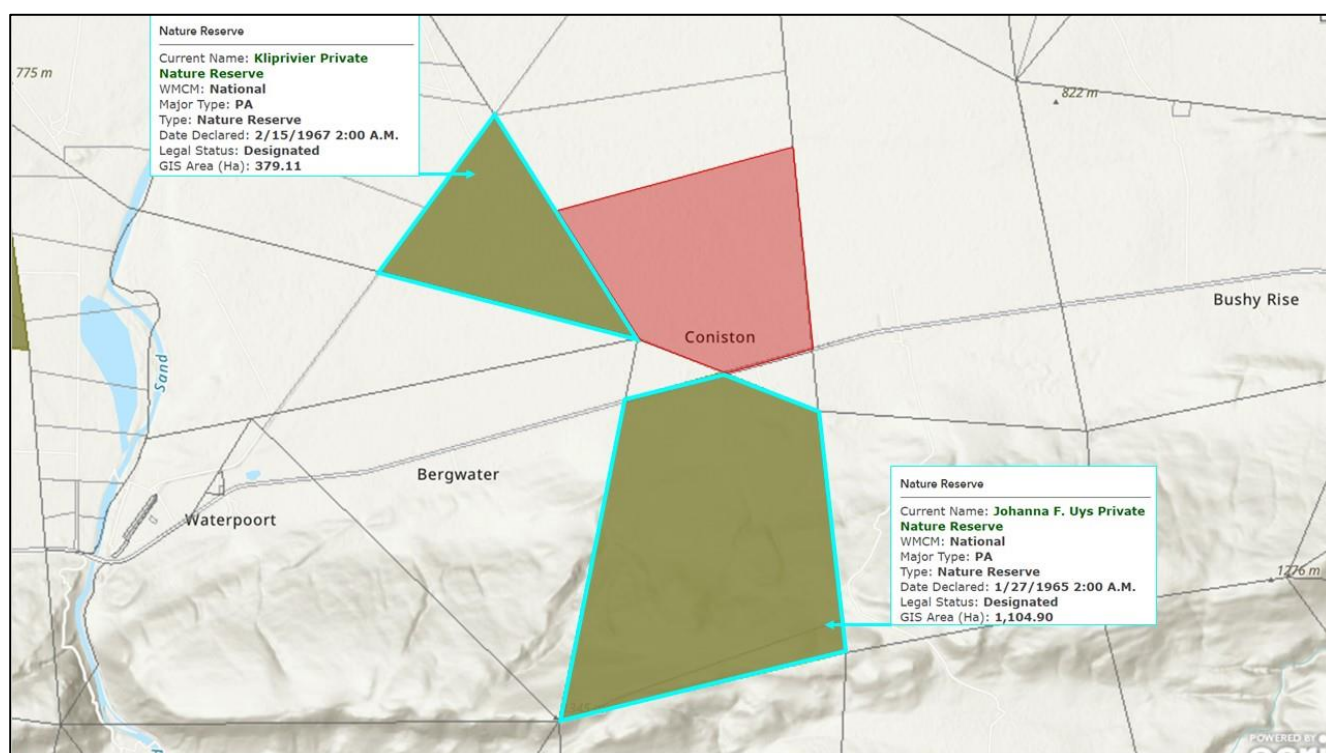 Nature Reserve
Current Name: Kliprivier Private
Nature Reserve
WMCM: National
Major Type: PA
Type: Nature Reserve
Date Declared: 2/15/1967 2:00 A.M.
Legal Status: Designated
GIS Area (Ha): 379.11
775 m
822 m
Bushy Rise
Coniston
Sand
Bergwater
Waterpoort
Nature Reserve
Current Name: Johanna F. Uys Private
Nature Reserve
WMCM: National
Major Type: PA
Type: Nature Reserve
Date Declared: 1/27/1965 2:00 A.M.
Legal Status: Designated
GIS Area (Ha): 1,104.90
1276 m
POWERED BY